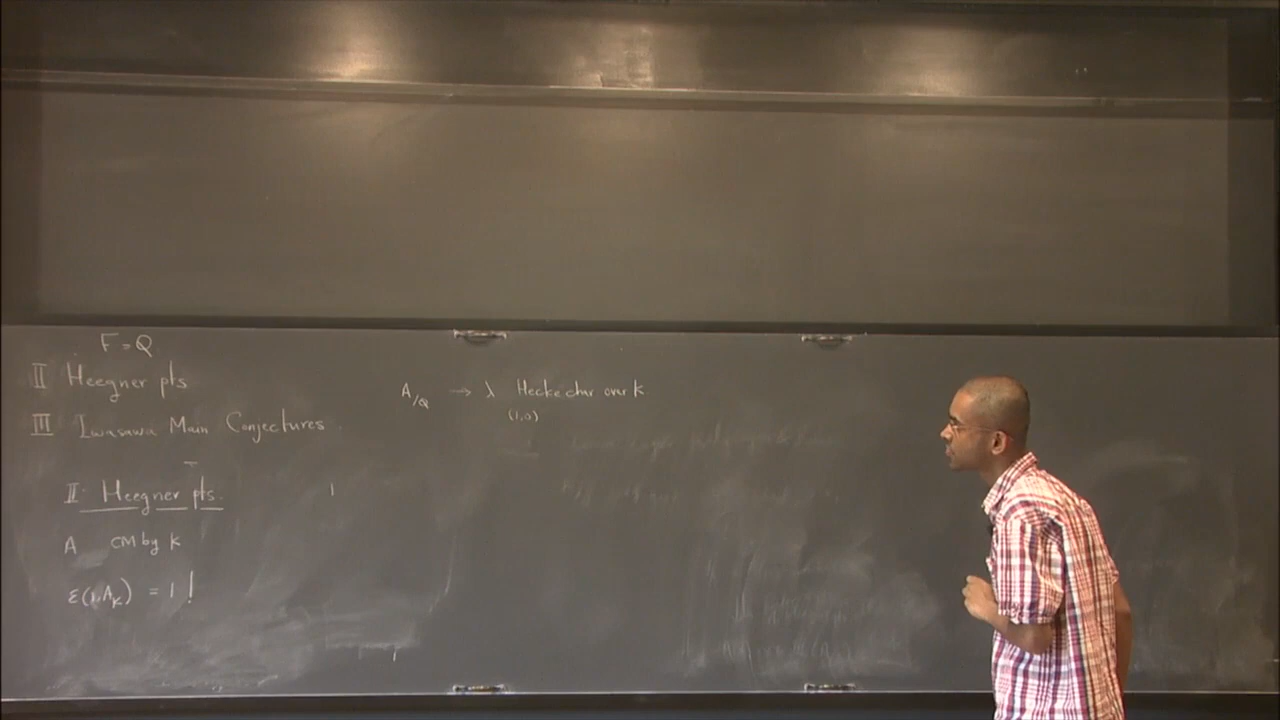 F = Q
II Heegner pts
III Iwasawa Main Conjectures.
II. Heegner pts.
A CM by K
ε(1, A_K) = 1 !
A/Q → λ Hecke char over K
(1,0)